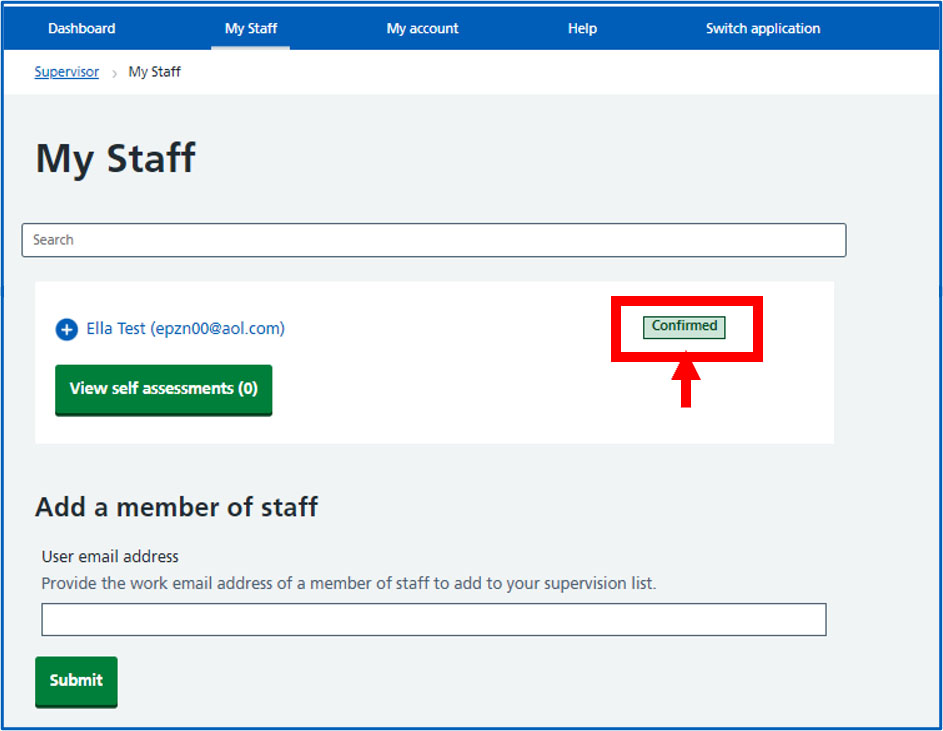 Dashboard My Staff My account Help Switch application
Supervisor › My Staff
My Staff
Search
Ella Test (epzn00@aol.com) Confirmed
View self assessments (0)
Add a member of staff
User email address
Provide the work email address of a member of staff to add to your supervision list.
Submit